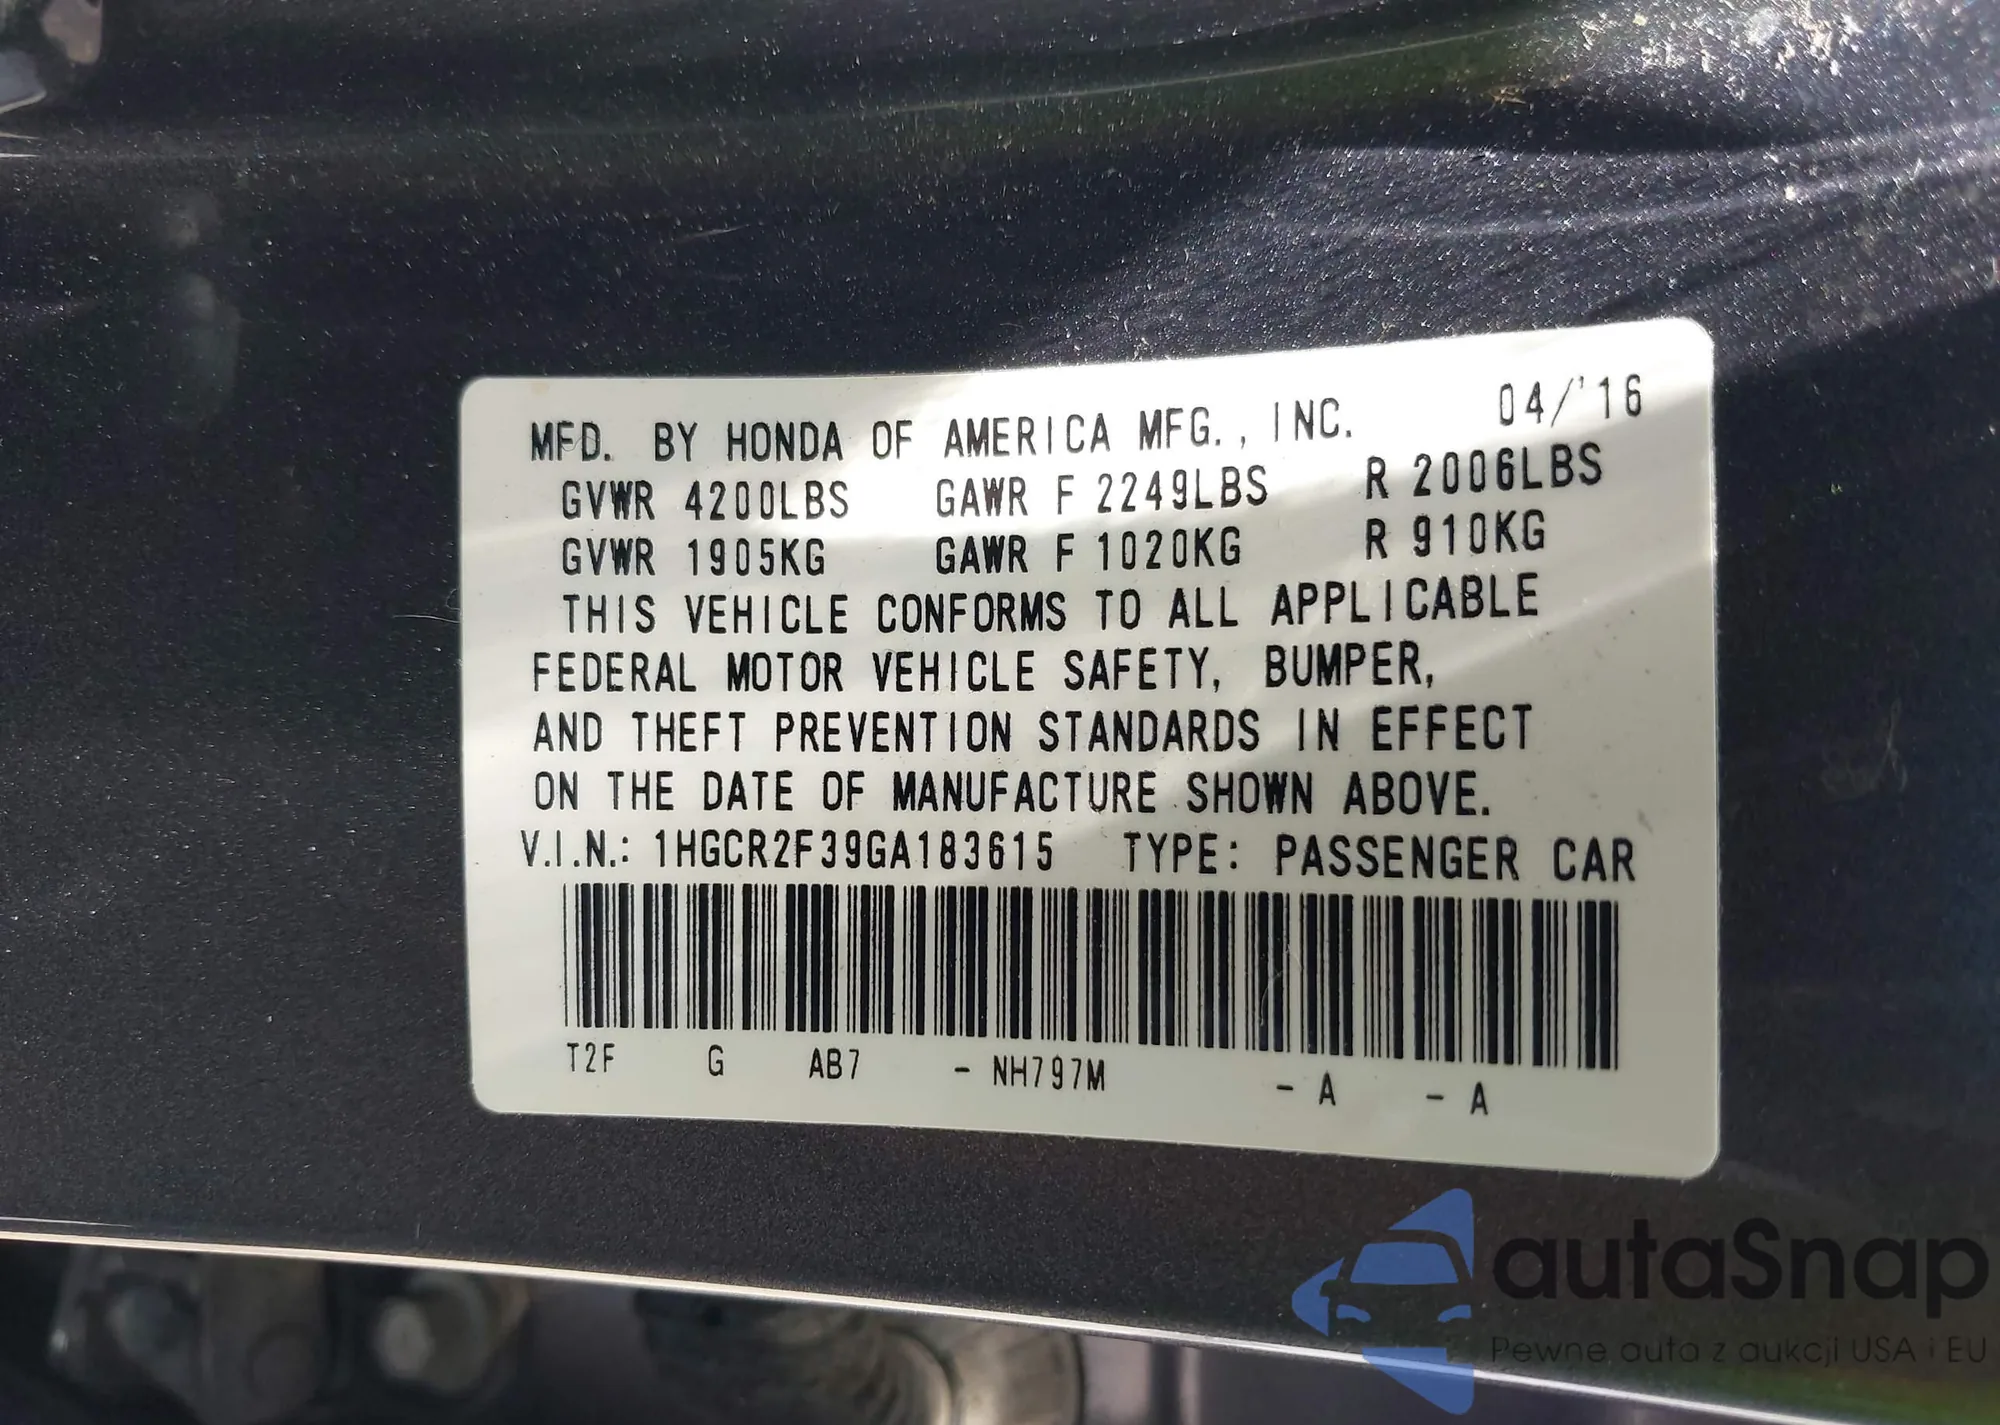 MFD. BY HONDA OF AMERICA MFG., INC. 04/'16
GVWR 4200LBS GAWR F 2249LBS R 2006LBS
GVWR 1905KG GAWR F 1020KG R 910KG
THIS VEHICLE CONFORMS TO ALL APPLICABLE
FEDERAL MOTOR VEHICLE SAFETY, BUMPER,
AND THEFT PREVENTION STANDARDS IN EFFECT
ON THE DATE OF MANUFACTURE SHOWN ABOVE.
V.I.N.: 1HGCR2F39GA183615 TYPE: PASSENGER CAR
T2F G AB7 - NH797M - A - A
autaSnap
Pewne auta z aukcji USA i EU